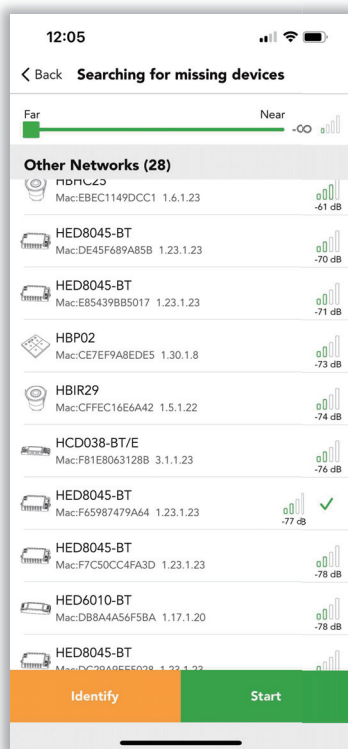 12:05
Back Searching for missing devices
Far Near
-∞
Other Networks (28)
HBHC25
Mac:EBEC1149DCC1 1.6.1.23
-61 dB
HED8045-BT
Mac:DE45F689A85B 1.23.1.23
-70 dB
HED8045-BT
Mac:E85439BB5017 1.23.1.23
-71 dB
HBP02
Mac:CE7EF9A8EDE5 1.30.1.8
-73 dB
HBIR29
Mac:CFFEC16E6A42 1.5.1.22
-74 dB
HCD038-BT/E
Mac:F81E8063128B 3.1.1.23
-76 dB
HED8045-BT
Mac:F65987479A64 1.23.1.23
-77 dB
HED8045-BT
Mac:F7C50CC4FA3D 1.23.1.23
-78 dB
HED6010-BT
Mac:DB8A4A56F5BA 1.17.1.20
-78 dB
HED8045-BT
Identify Start